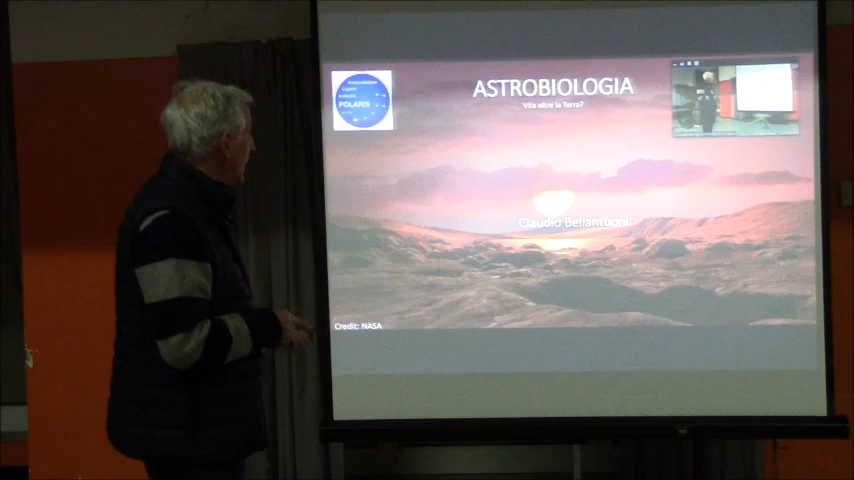 ASTROBIOLOGIA
Vita oltre la Terra?
POLARIS
Claudio Bellantuoni
Credit: NASA